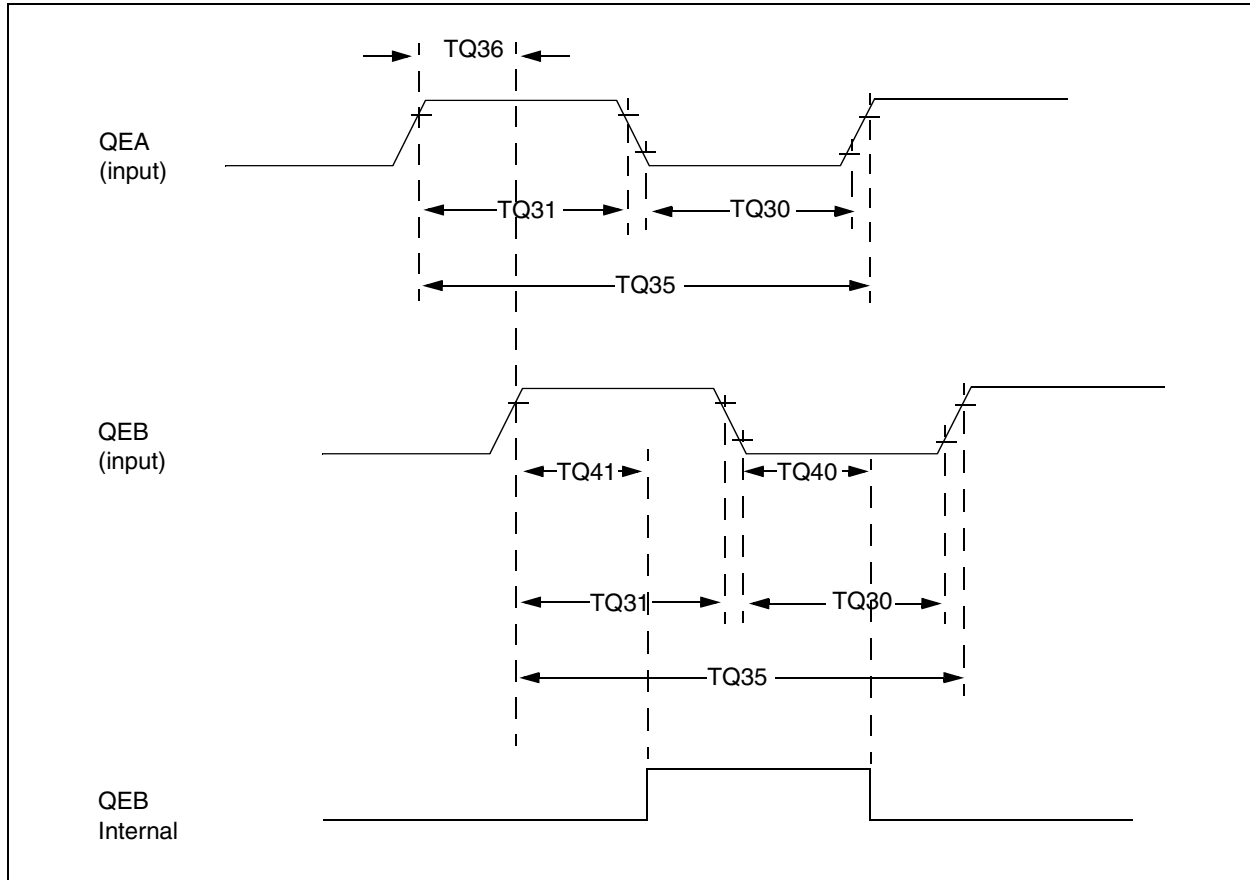 TQ36
QEA
(input)
TQ31
TQ30
TQ35
QEB
(input)
TQ41
TQ40
TQ31
TQ30
TQ35
QEB
Internal